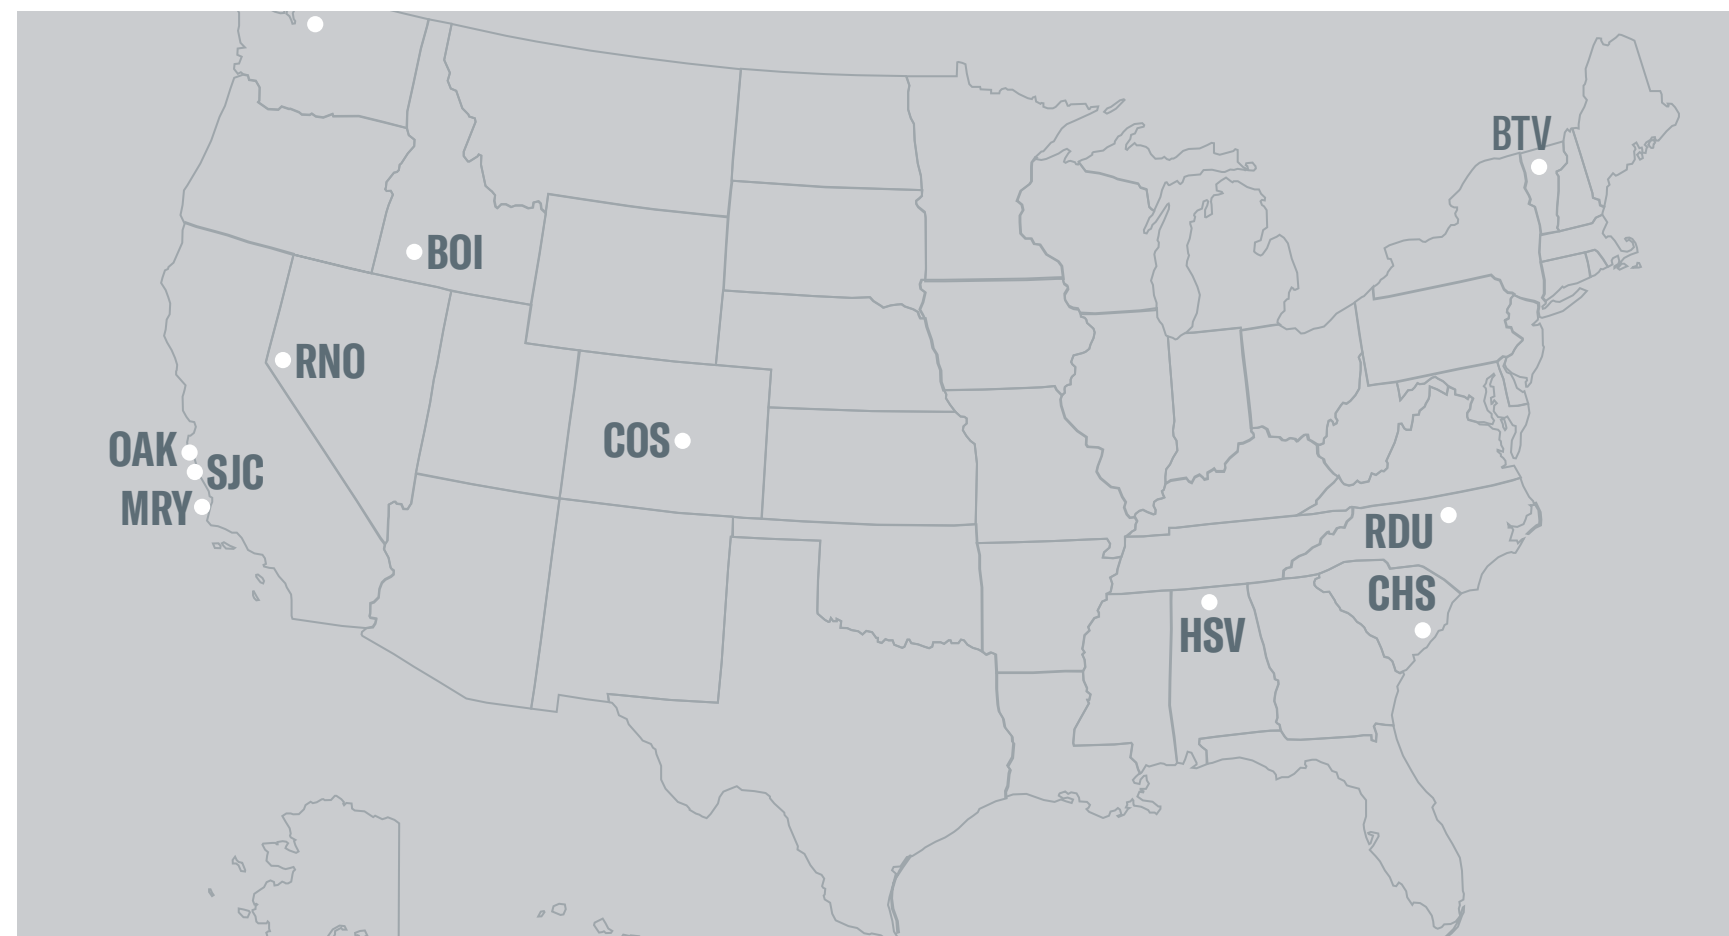 BTV
BOI
RNO
COS
OAK
SJC
MRY
RDU
CHS
HSV